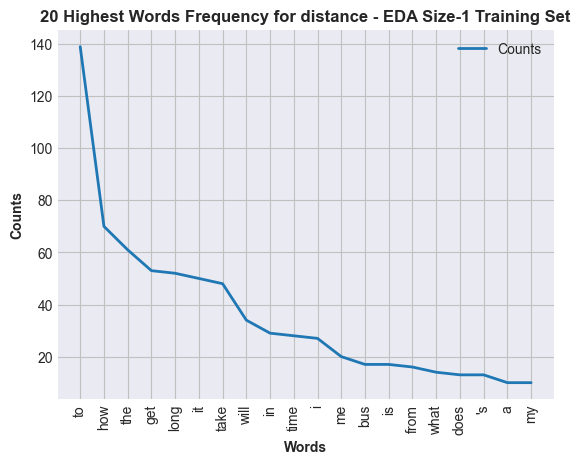 20 Highest Words Frequency for distance - EDA Size-1 Training Set
Counts
140
120
100
80
60
40
20
Counts
to
how
the
get
long
it
take
will
in
time
i
me
bus
is
from
what
does
's
a
my
Words